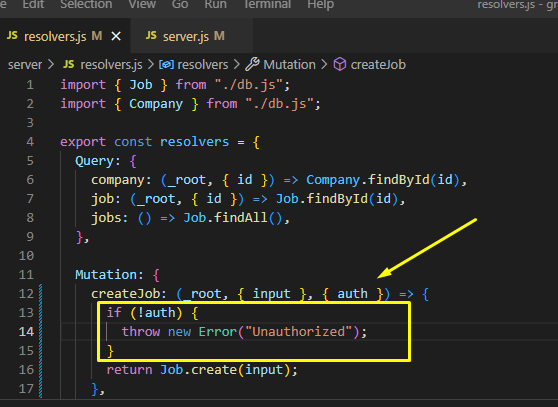 File Edit Selection View Go Run Terminal Help resolvers.js - gr
JS resolvers.js M × JS server.js M
server > JS resolvers.js > resolvers > Mutation > createJob
1 import { Job } from "./db.js";
2 import { Company } from "./db.js";
3
4 export const resolvers = {
5 Query: {
6 company: (_root, { id }) => Company.findById(id),
7 job: (_root, { id }) => Job.findById(id),
8 jobs: () => Job.findAll(),
9 },
10
11 Mutation: {
12 createJob: (_root, { input }, { auth }) => {
13 if (!auth) {
14 throw new Error("Unauthorized");
15 }
16 return Job.create(input);
17 },